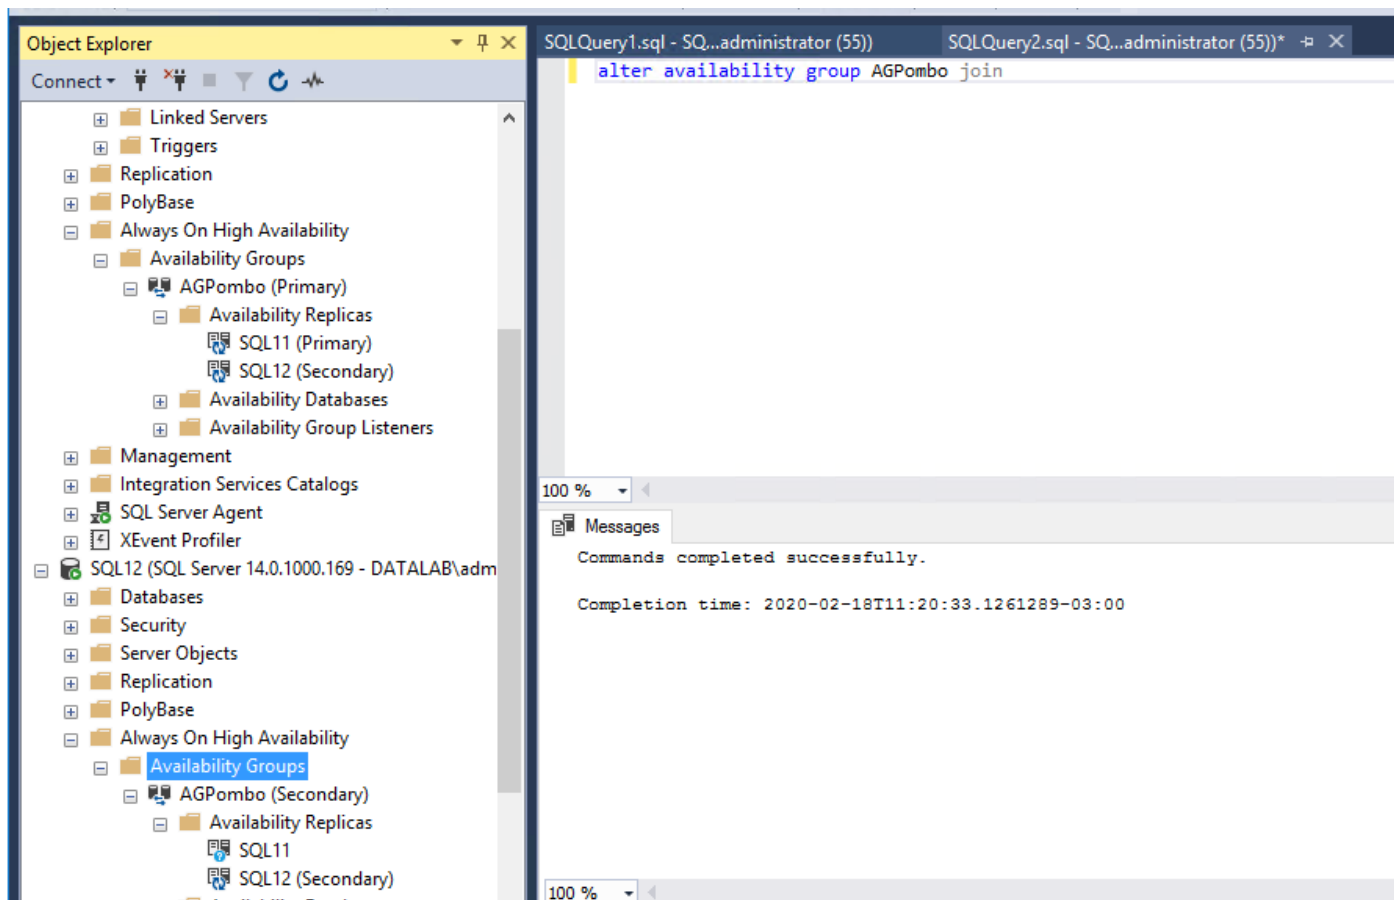 Object Explorer
Connect
Linked Servers
Triggers
Replication
PolyBase
Always On High Availability
Availability Groups
AGPombo (Primary)
Availability Replicas
SQL11 (Primary)
SQL12 (Secondary)
Availability Databases
Availability Group Listeners
Management
Integration Services Catalogs
SQL Server Agent
XEvent Profiler
SQL12 (SQL Server 14.0.1000.169 - DATALAB\adm
Databases
Security
Server Objects
Replication
PolyBase
Always On High Availability
Availability Groups
AGPombo (Secondary)
Availability Replicas
SQL11
SQL12 (Secondary)
SQLQuery1.sql - SQ...administrator (55))
SQLQuery2.sql - SQ...administrator (55))*
alter availability group AGPombo join
100 %
Messages
Commands completed successfully.
Completion time: 2020-02-18T11:20:33.1261289-03:00
100 %